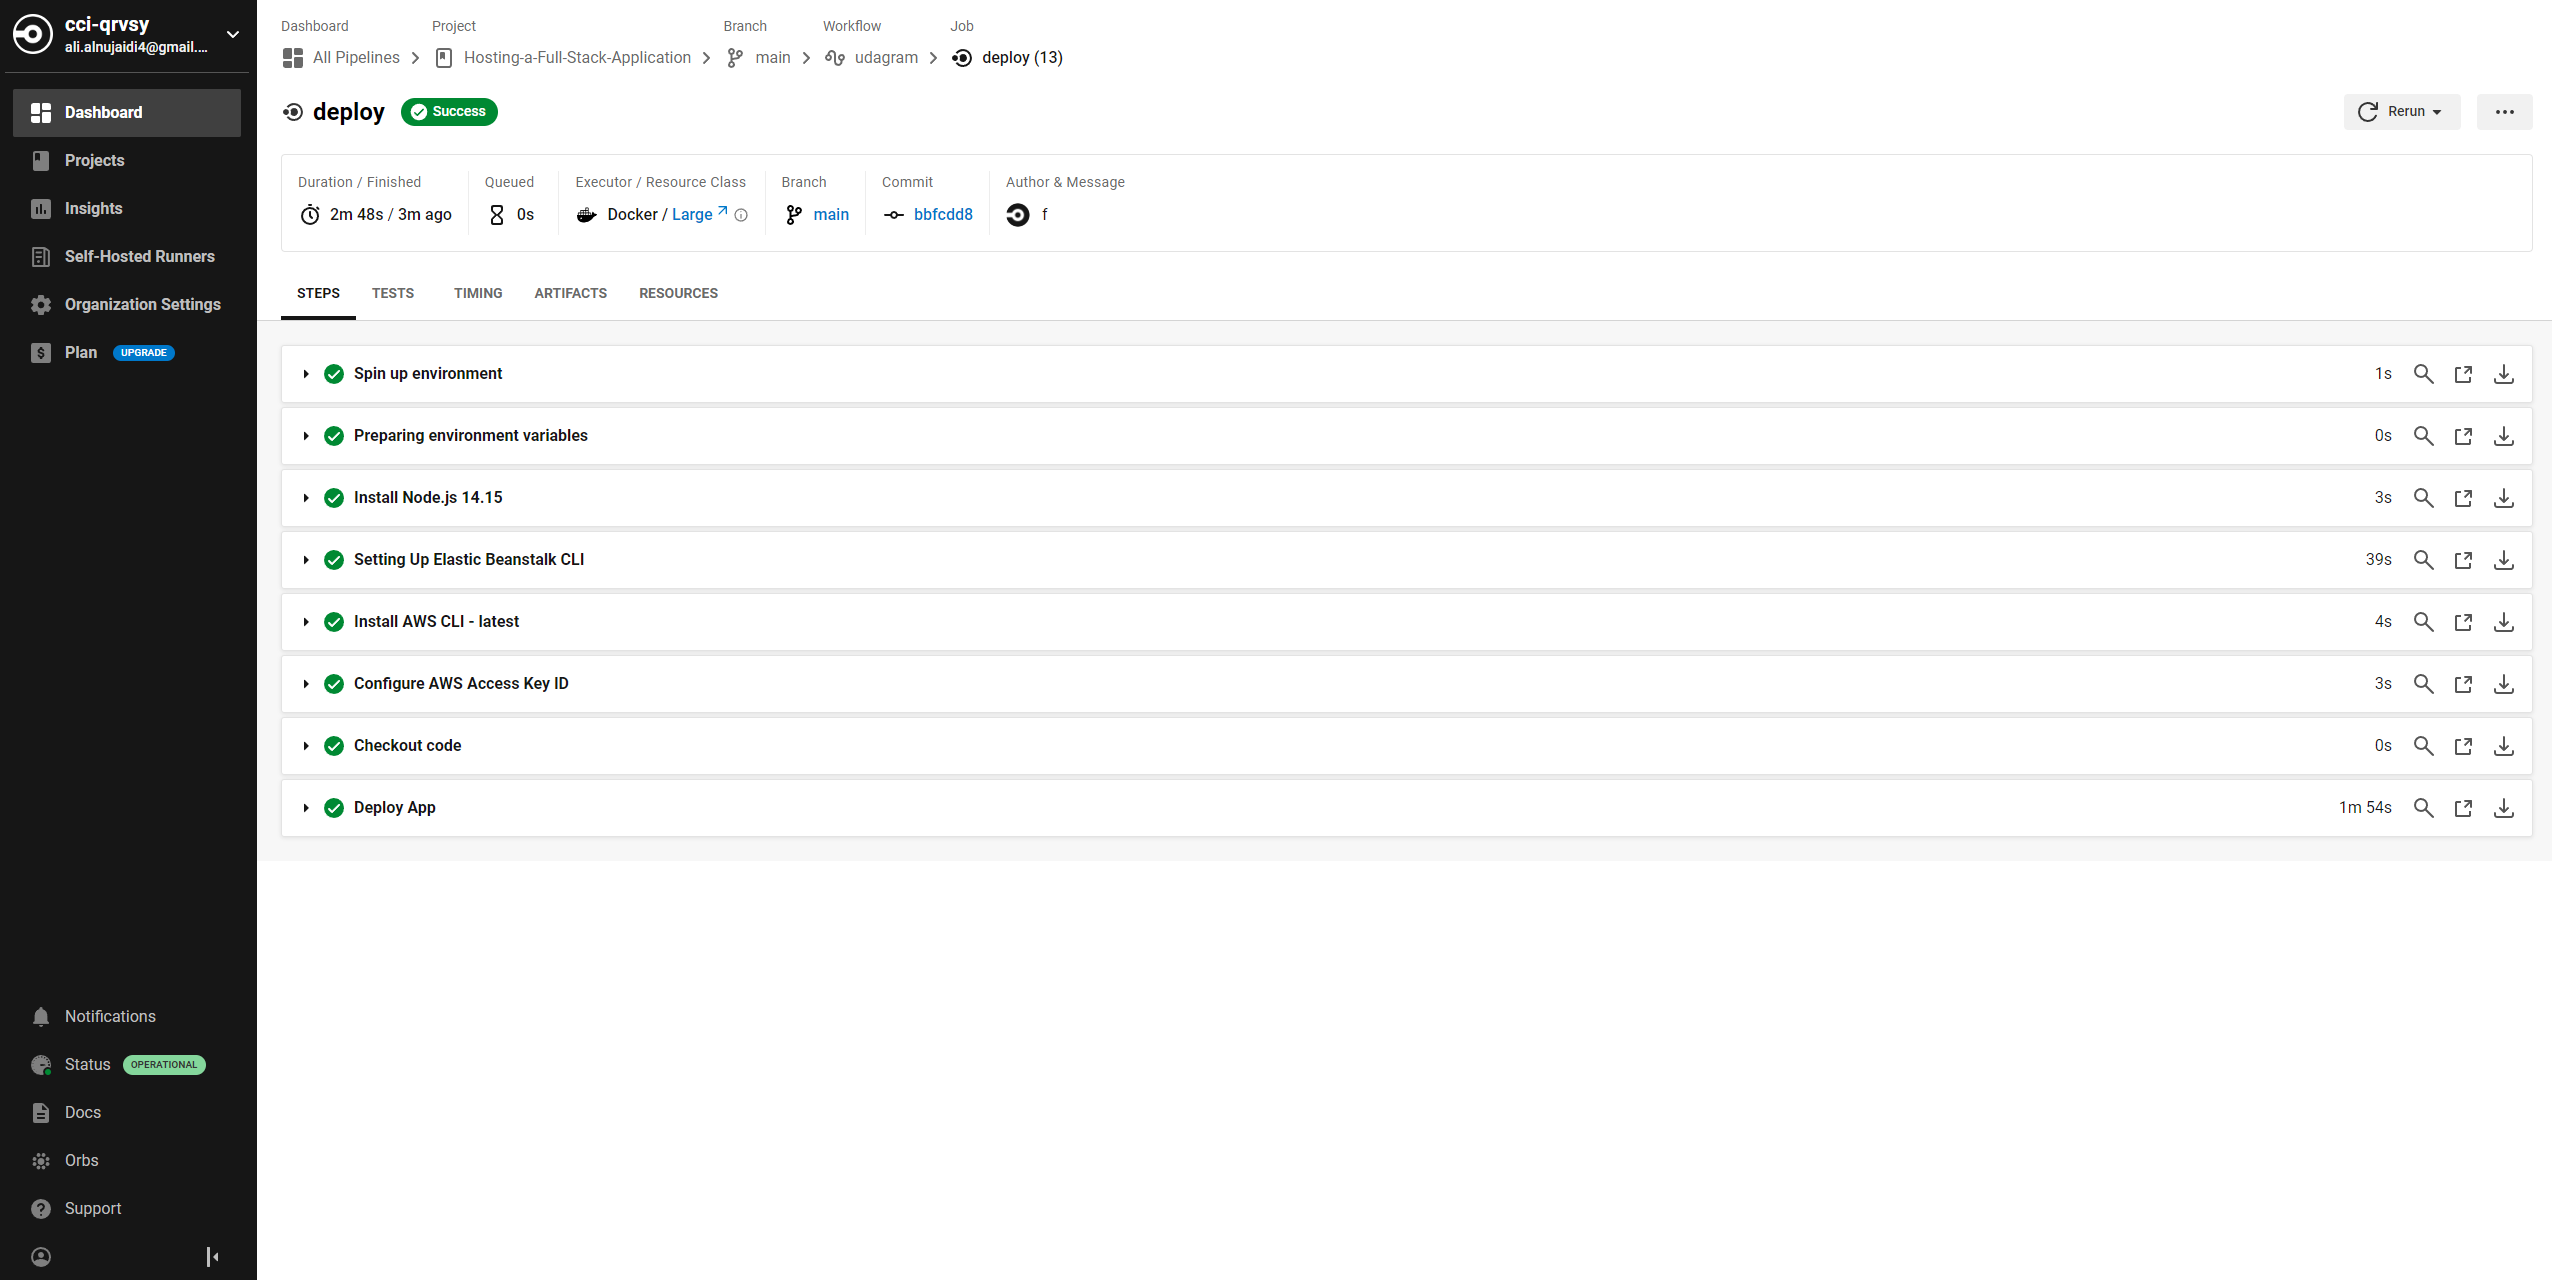 cci-qrvsy
ali.alnujaidi4@gmail....
Dashboard
Projects
Insights
Self-Hosted Runners
Organization Settings
Plan UPGRADE
Notifications
Status OPERATIONAL
Docs
Orbs
Support
Dashboard Project Branch Workflow Job
All Pipelines Hosting-a-Full-Stack-Application main udagram deploy (13)
deploy Success Rerun
Duration / Finished Queued Executor / Resource Class Branch Commit Author & Message
2m 48s / 3m ago 0s Docker / Large main bbfcdd8 f
STEPS TESTS TIMING ARTIFACTS RESOURCES
Spin up environment 1s
Preparing environment variables 0s
Install Node.js 14.15 3s
Setting Up Elastic Beanstalk CLI 39s
Install AWS CLI - latest 4s
Configure AWS Access Key ID 3s
Checkout code 0s
Deploy App 1m 54s